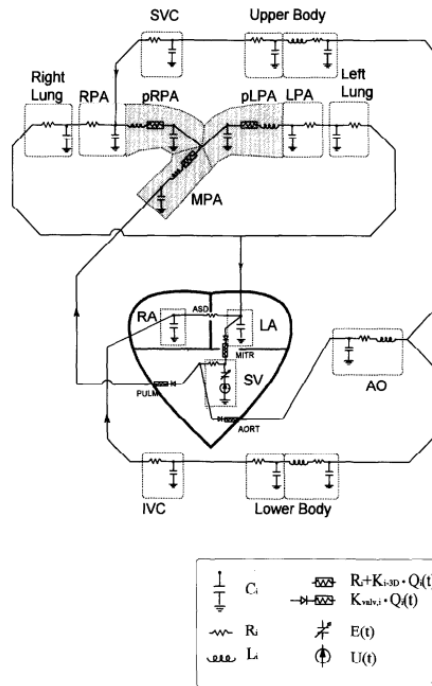 SVC
Upper Body
Right
Lung
RPA
pRPA
pLPA
LPA
Left
Lung
MPA
RA
ASD
LA
MITR
SV
PULM
AORT
AO
IVC
Lower Body
Cᵢ
Rᵢ+Kᵢ₋₃D·Qᵢ(t)
Kvalv,i·Qᵢ(t)
Rᵢ
E(t)
Lᵢ
U(t)